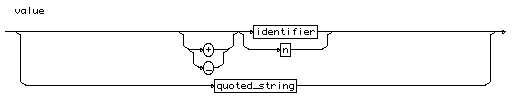 value
identifier
+
n
-
quoted_string